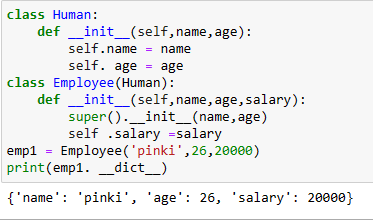 class Human:
    def __init__(self,name,age):
        self.name = name
        self. age = age
class Employee(Human):
    def __init__(self,name,age,salary):
        super().__init__(name,age)
        self .salary =salary
emp1 = Employee('pinki',26,20000)
print(emp1. __dict__)
{'name': 'pinki', 'age': 26, 'salary': 20000}